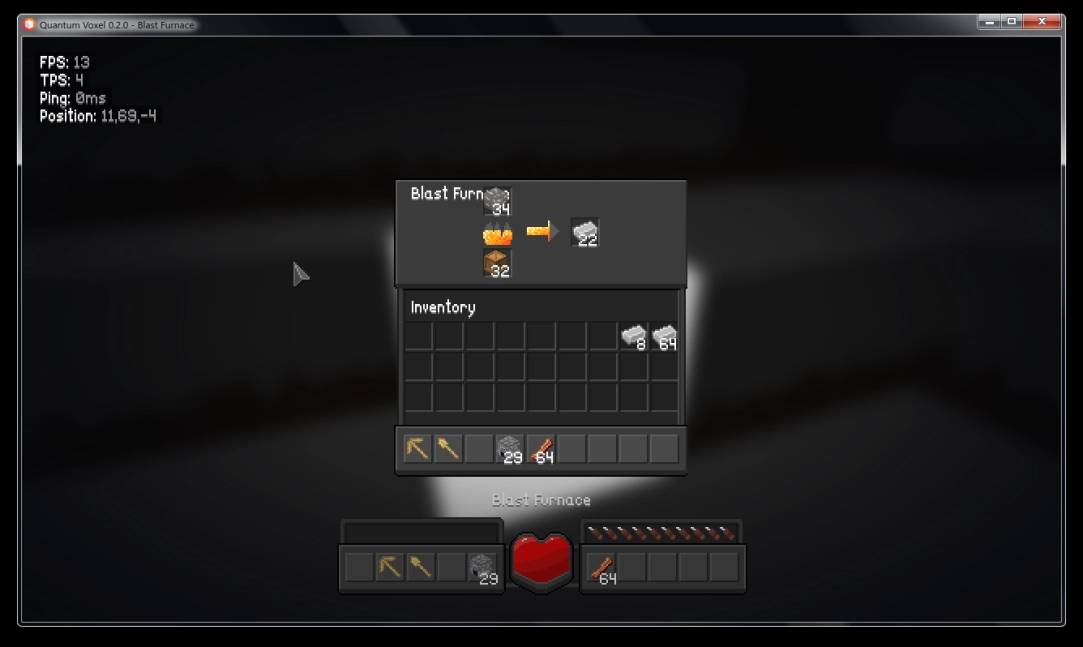 Quantum Voxel 0.2.0 - Blast Furnace
FPS: 13
TPS: 4
Ping: 0ms
Position: 11,69,-4
Blast Furn
34
22
32
Inventory
8
64
29
64
Blast Furnace
29
64